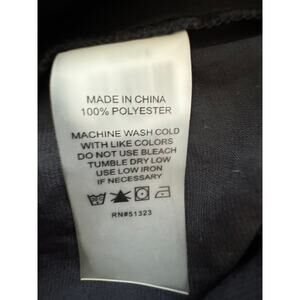 MADE IN CHINA
100% POLYESTER
MACHINE WASH COLD
WITH LIKE COLORS
DO NOT USE BLEACH
TUMBLE DRY LOW
USE LOW IRON
IF NECESSARY
RN#51323